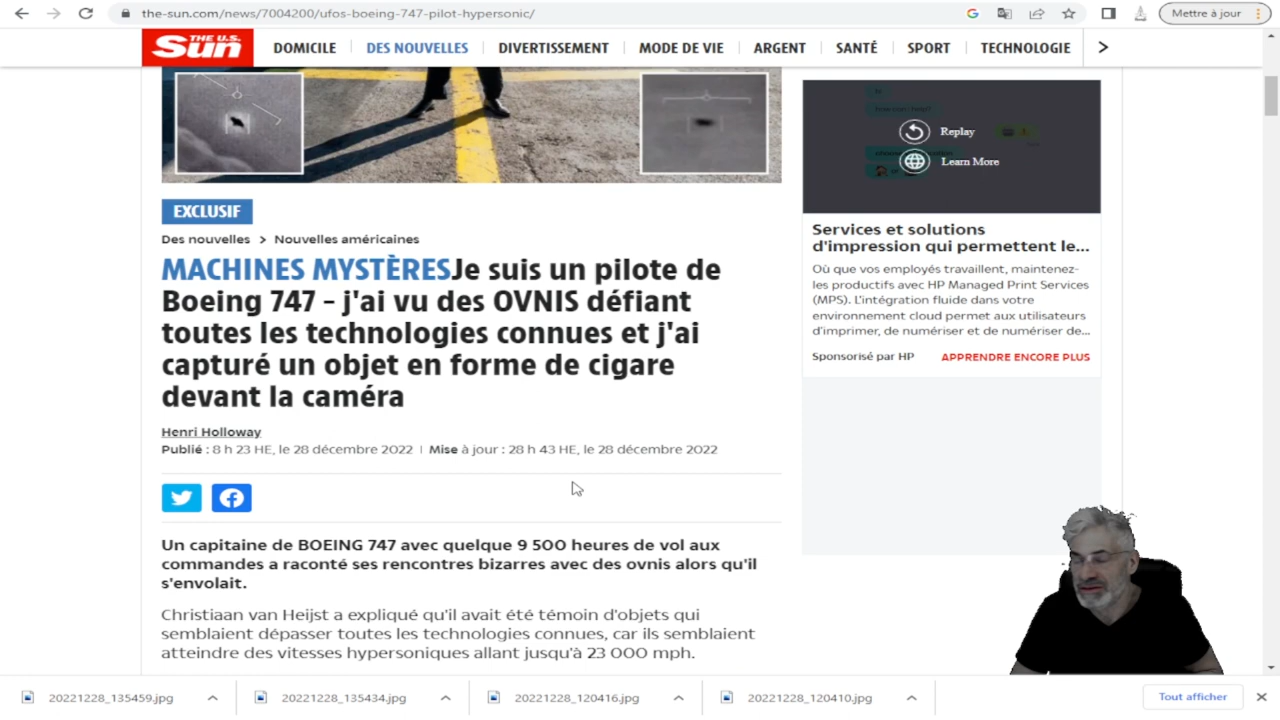 the-sun.com/news/7004200/ufos-boeing-747-pilot-hypersonic/
Mettre à jour
THE U.S. Sun
DOMICILE
DES NOUVELLES
DIVERTISSEMENT
MODE DE VIE
ARGENT
SANTÉ
SPORT
TECHNOLOGIE
Replay
Learn More
EXCLUSIF
Des nouvelles > Nouvelles américaines
MACHINES MYSTÈRESJe suis un pilote de
Boeing 747 - j'ai vu des OVNIS défiant
toutes les technologies connues et j'ai
capturé un objet en forme de cigare
devant la caméra
Henri Holloway
Publié : 8 h 23 HE, le 28 décembre 2022 | Mise à jour : 28 h 43 HE, le 28 décembre 2022
Un capitaine de BOEING 747 avec quelque 9 500 heures de vol aux
commandes a raconté ses rencontres bizarres avec des ovnis alors qu'il
s'envolait.
Christiaan van Heijst a expliqué qu'il avait été témoin d'objets qui
semblaient dépasser toutes les technologies connues, car ils semblaient
atteindre des vitesses hypersoniques allant jusqu'à 23 000 mph.
Services et solutions
d'impression qui permettent le...
Où que vos employés travaillent, maintenez-
les productifs avec HP Managed Print Services
(MPS). L'intégration fluide dans votre
environnement cloud permet aux utilisateurs
d'imprimer, de numériser et de numériser de...
Sponsorisé par HP
APPRENDRE ENCORE PLUS
20221228_135459.jpg
20221228_135434.jpg
20221228_120416.jpg
20221228_120410.jpg
Tout afficher